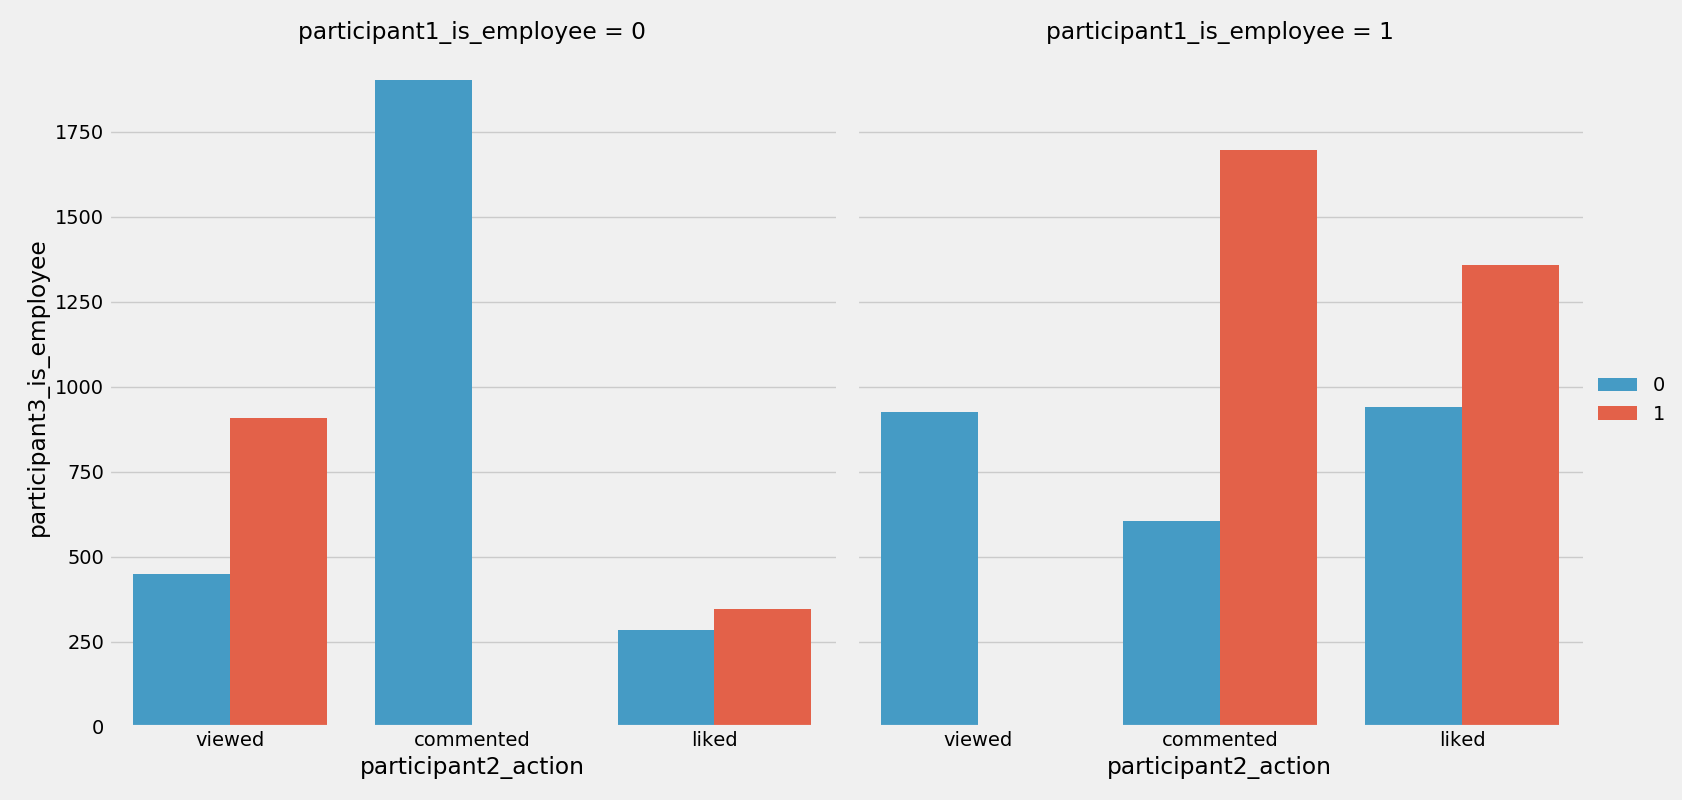 participant1_is_employee = 0
participant1_is_employee = 1
participant3_is_employee
1750
1500
1250
1000
750
500
250
0
viewed
commented
liked
participant2_action
viewed
commented
liked
participant2_action
0
1